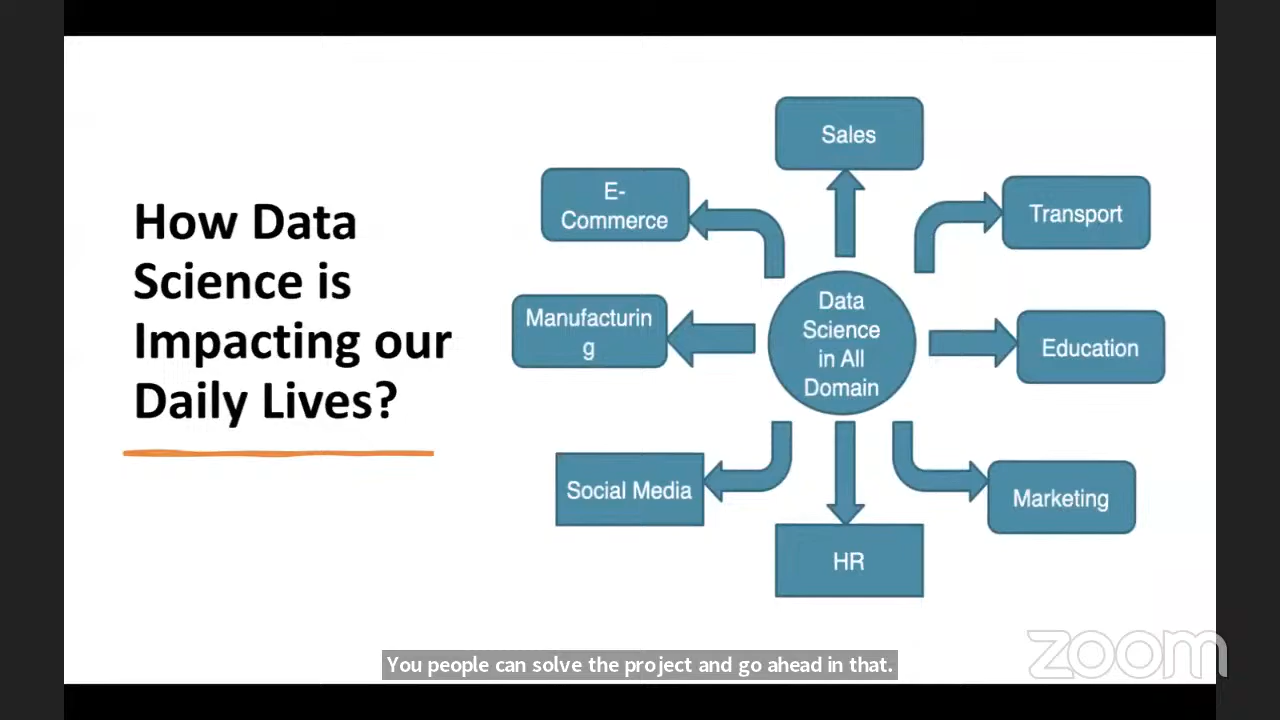 How Data
Science is
Impacting our
Daily Lives?
Sales
E-
Commerce
Transport
Manufacturin
g
Data
Science
in All
Domain
Education
Social Media
HR
Marketing
You people can solve the project and go ahead in that.
zoom